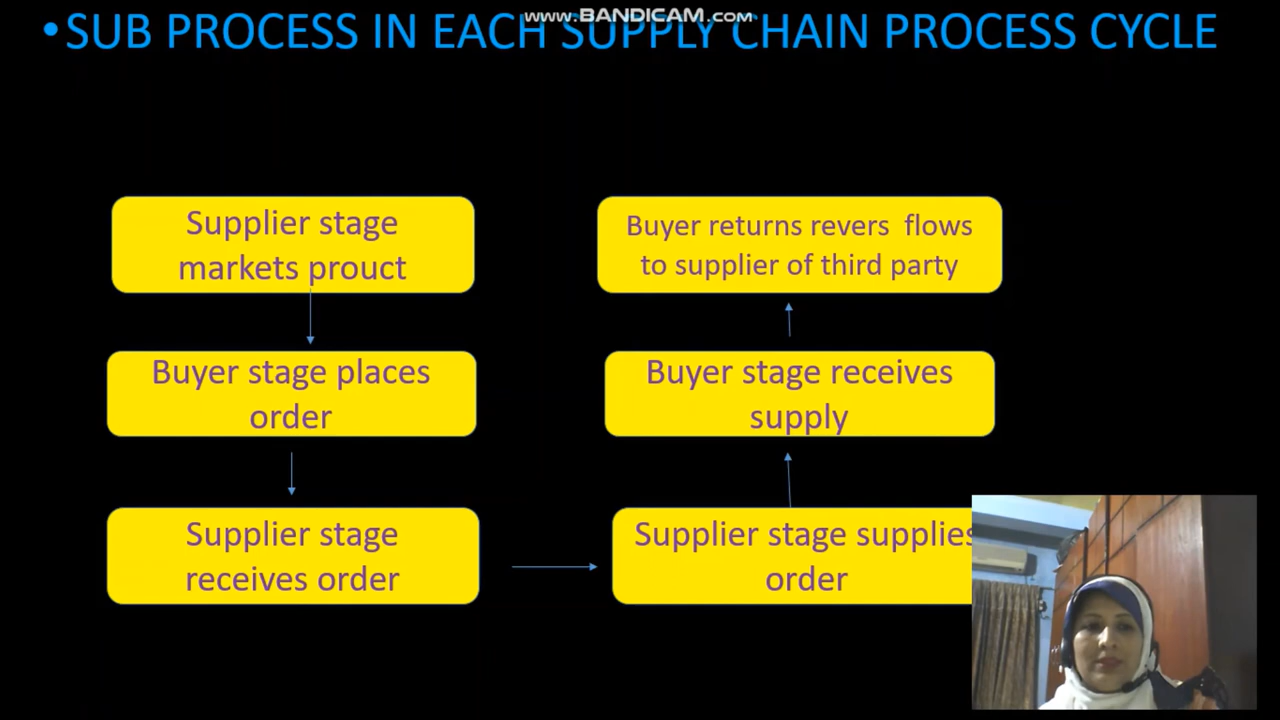 www.BANDICAM.com
•SUB PROCESS IN EACH SUPPLY CHAIN PROCESS CYCLE
Supplier stage
markets prouct
Buyer stage places
order
Supplier stage
receives order
Supplier stage supplies
order
Buyer stage receives
supply
Buyer returns revers flows
to supplier of third party